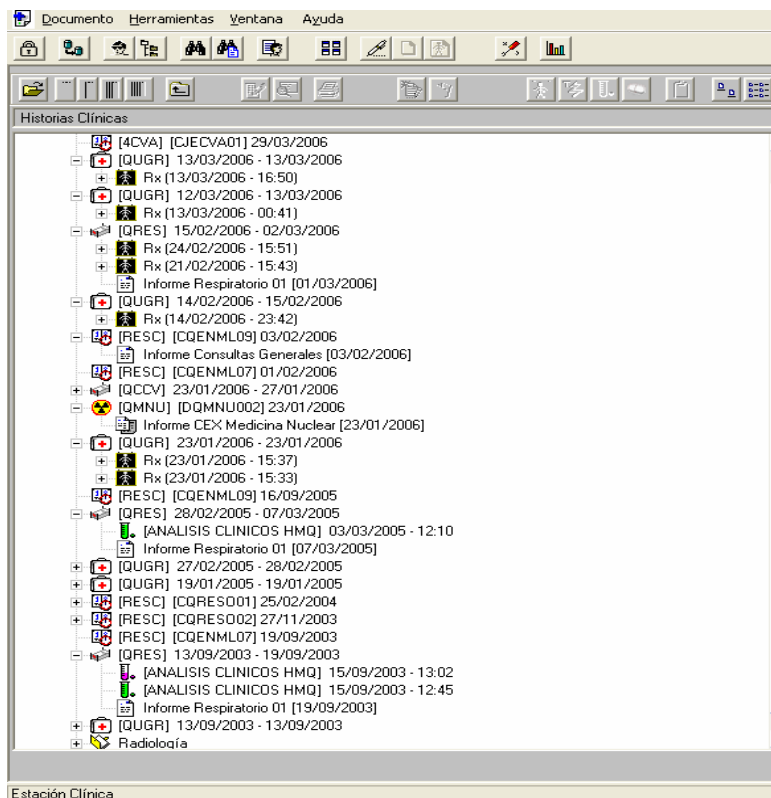 Documento Herramientas Ventana Ayuda
Historias Clínicas
[4CVA] [CJECVA01] 29/03/2006
[QUGR] 13/03/2006 - 13/03/2006
Rx (13/03/2006 - 16:50)
[QUGR] 12/03/2006 - 13/03/2006
Rx (13/03/2006 - 00:41)
[QRES] 15/02/2006 - 02/03/2006
Rx (24/02/2006 - 15:51)
Rx (21/02/2006 - 15:43)
Informe Respiratorio 01 [01/03/2006]
[QUGR] 14/02/2006 - 15/02/2006
Rx (14/02/2006 - 23:42)
[RESC] [CQENML09] 03/02/2006
Informe Consultas Generales [03/02/2006]
[RESC] [CQENML07] 01/02/2006
[QCCV] 23/01/2006 - 27/01/2006
[QMNU] [DQMNU002] 23/01/2006
Informe CEX Medicina Nuclear [23/01/2006]
[QUGR] 23/01/2006 - 23/01/2006
Rx (23/01/2006 - 15:37)
Rx (23/01/2006 - 15:33)
[RESC] [CQENML09] 16/09/2005
[QRES] 28/02/2005 - 07/03/2005
[ANALISIS CLINICOS HMQ] 03/03/2005 - 12:10
Informe Respiratorio 01 [07/03/2005]
[QUGR] 27/02/2005 - 28/02/2005
[QUGR] 19/01/2005 - 19/01/2005
[RESC] [CQRESO01] 25/02/2004
[RESC] [CQRESO02] 27/11/2003
[RESC] [CQENML07] 19/09/2003
[QRES] 13/09/2003 - 19/09/2003
[ANALISIS CLINICOS HMQ] 15/09/2003 - 13:02
[ANALISIS CLINICOS HMQ] 15/09/2003 - 12:45
Informe Respiratorio 01 [19/09/2003]
[QUGR] 13/09/2003 - 13/09/2003
Radiología
Estación Clínica